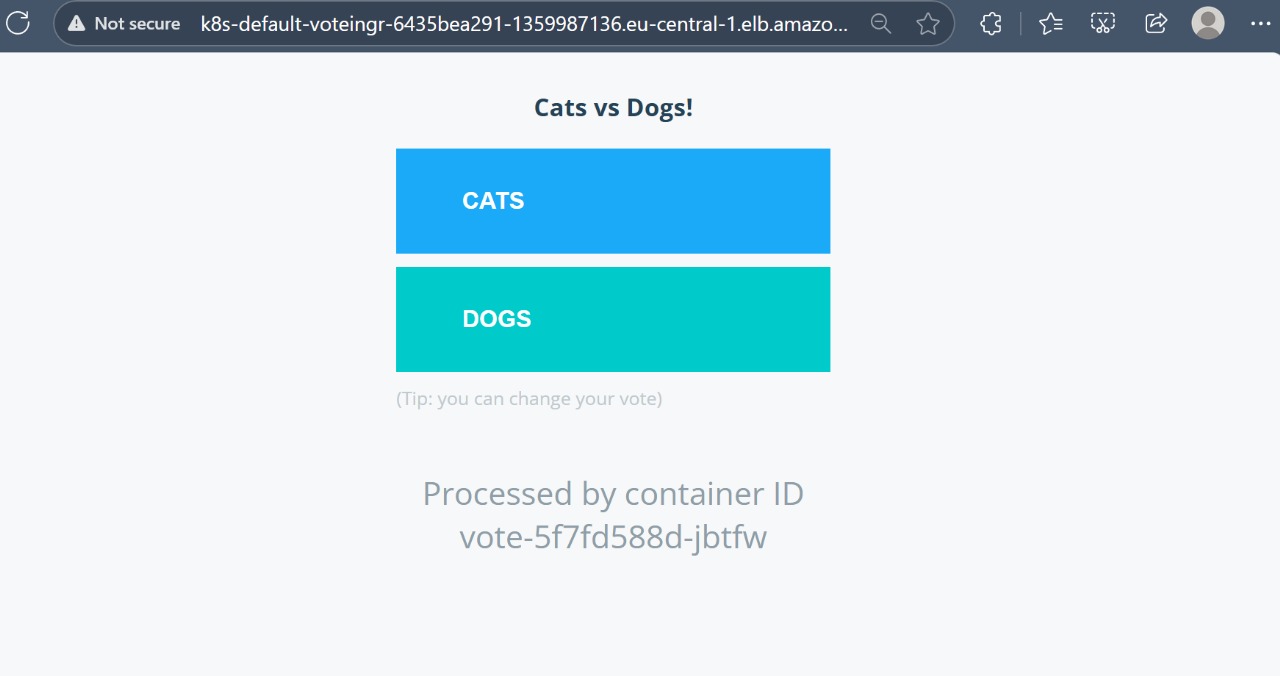 Not secure k8s-default-voteingr-6435bea291-1359987136.eu-central-1.elb.amazo...
Cats vs Dogs!
CATS
DOGS
(Tip: you can change your vote)
Processed by container ID
vote-5f7fd588d-jbtfw